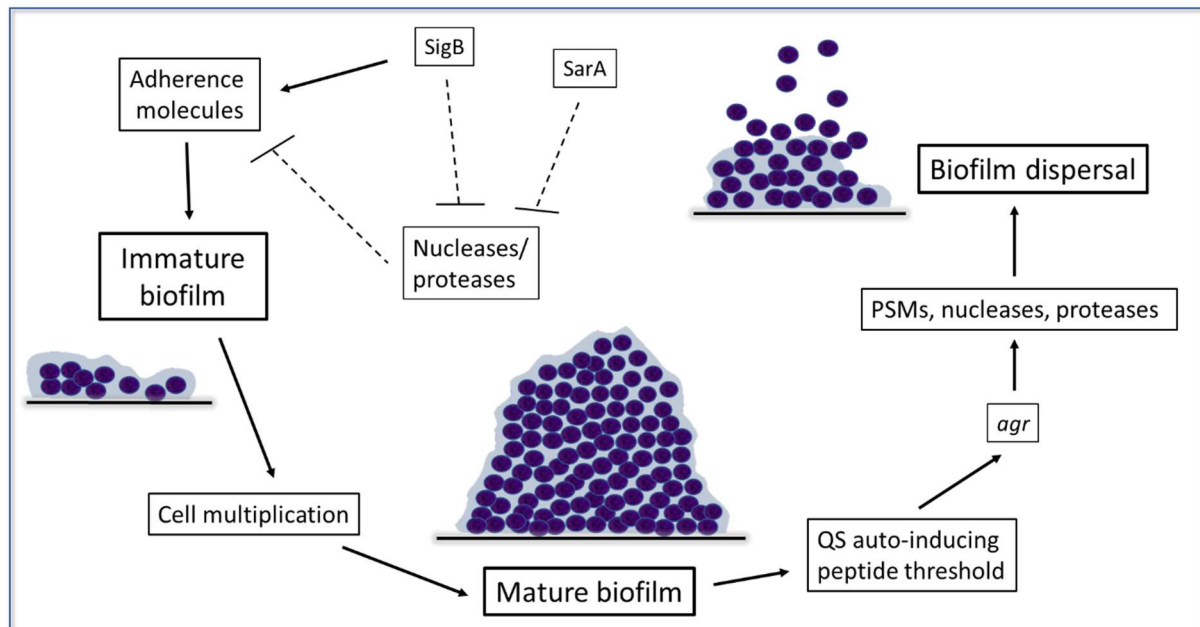 SigB
SarA
Adherence
molecules
Biofilm dispersal
Nucleases/
proteases
Immature
biofilm
PSMs, nucleases, proteases
agr
Cell multiplication
QS auto-inducing
peptide threshold
Mature biofilm